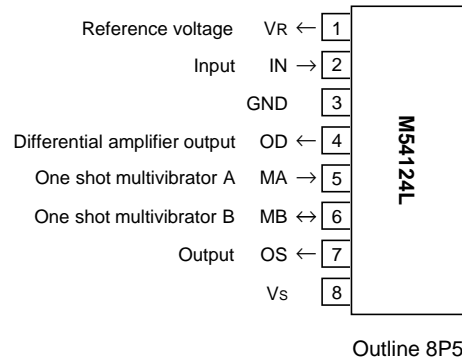 Reference voltage VR ← 1
Input IN → 2
GND 3
Differential amplifier output OD ← 4
One shot multivibrator A MA → 5
One shot multivibrator B MB ↔ 6
Output OS ← 7
VS 8
M54124L
Outline 8P5